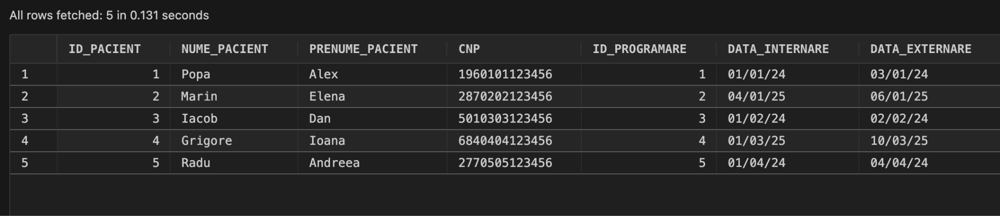 All rows fetched: 5 in 0.131 seconds
ID_PACIENT NUME_PACIENT PRENUME_PACIENT CNP ID_PROGRAMARE DATA_INTERNARE DATA_EXTERNARE
1 1 Popa Alex 1960101123456 1 01/01/24 03/01/24
2 2 Marin Elena 2870202123456 2 04/01/25 06/01/25
3 3 Iacob Dan 5010303123456 3 01/02/24 02/02/24
4 4 Grigore Ioana 6840404123456 4 01/03/25 10/03/25
5 5 Radu Andreea 2770505123456 5 01/04/24 04/04/24